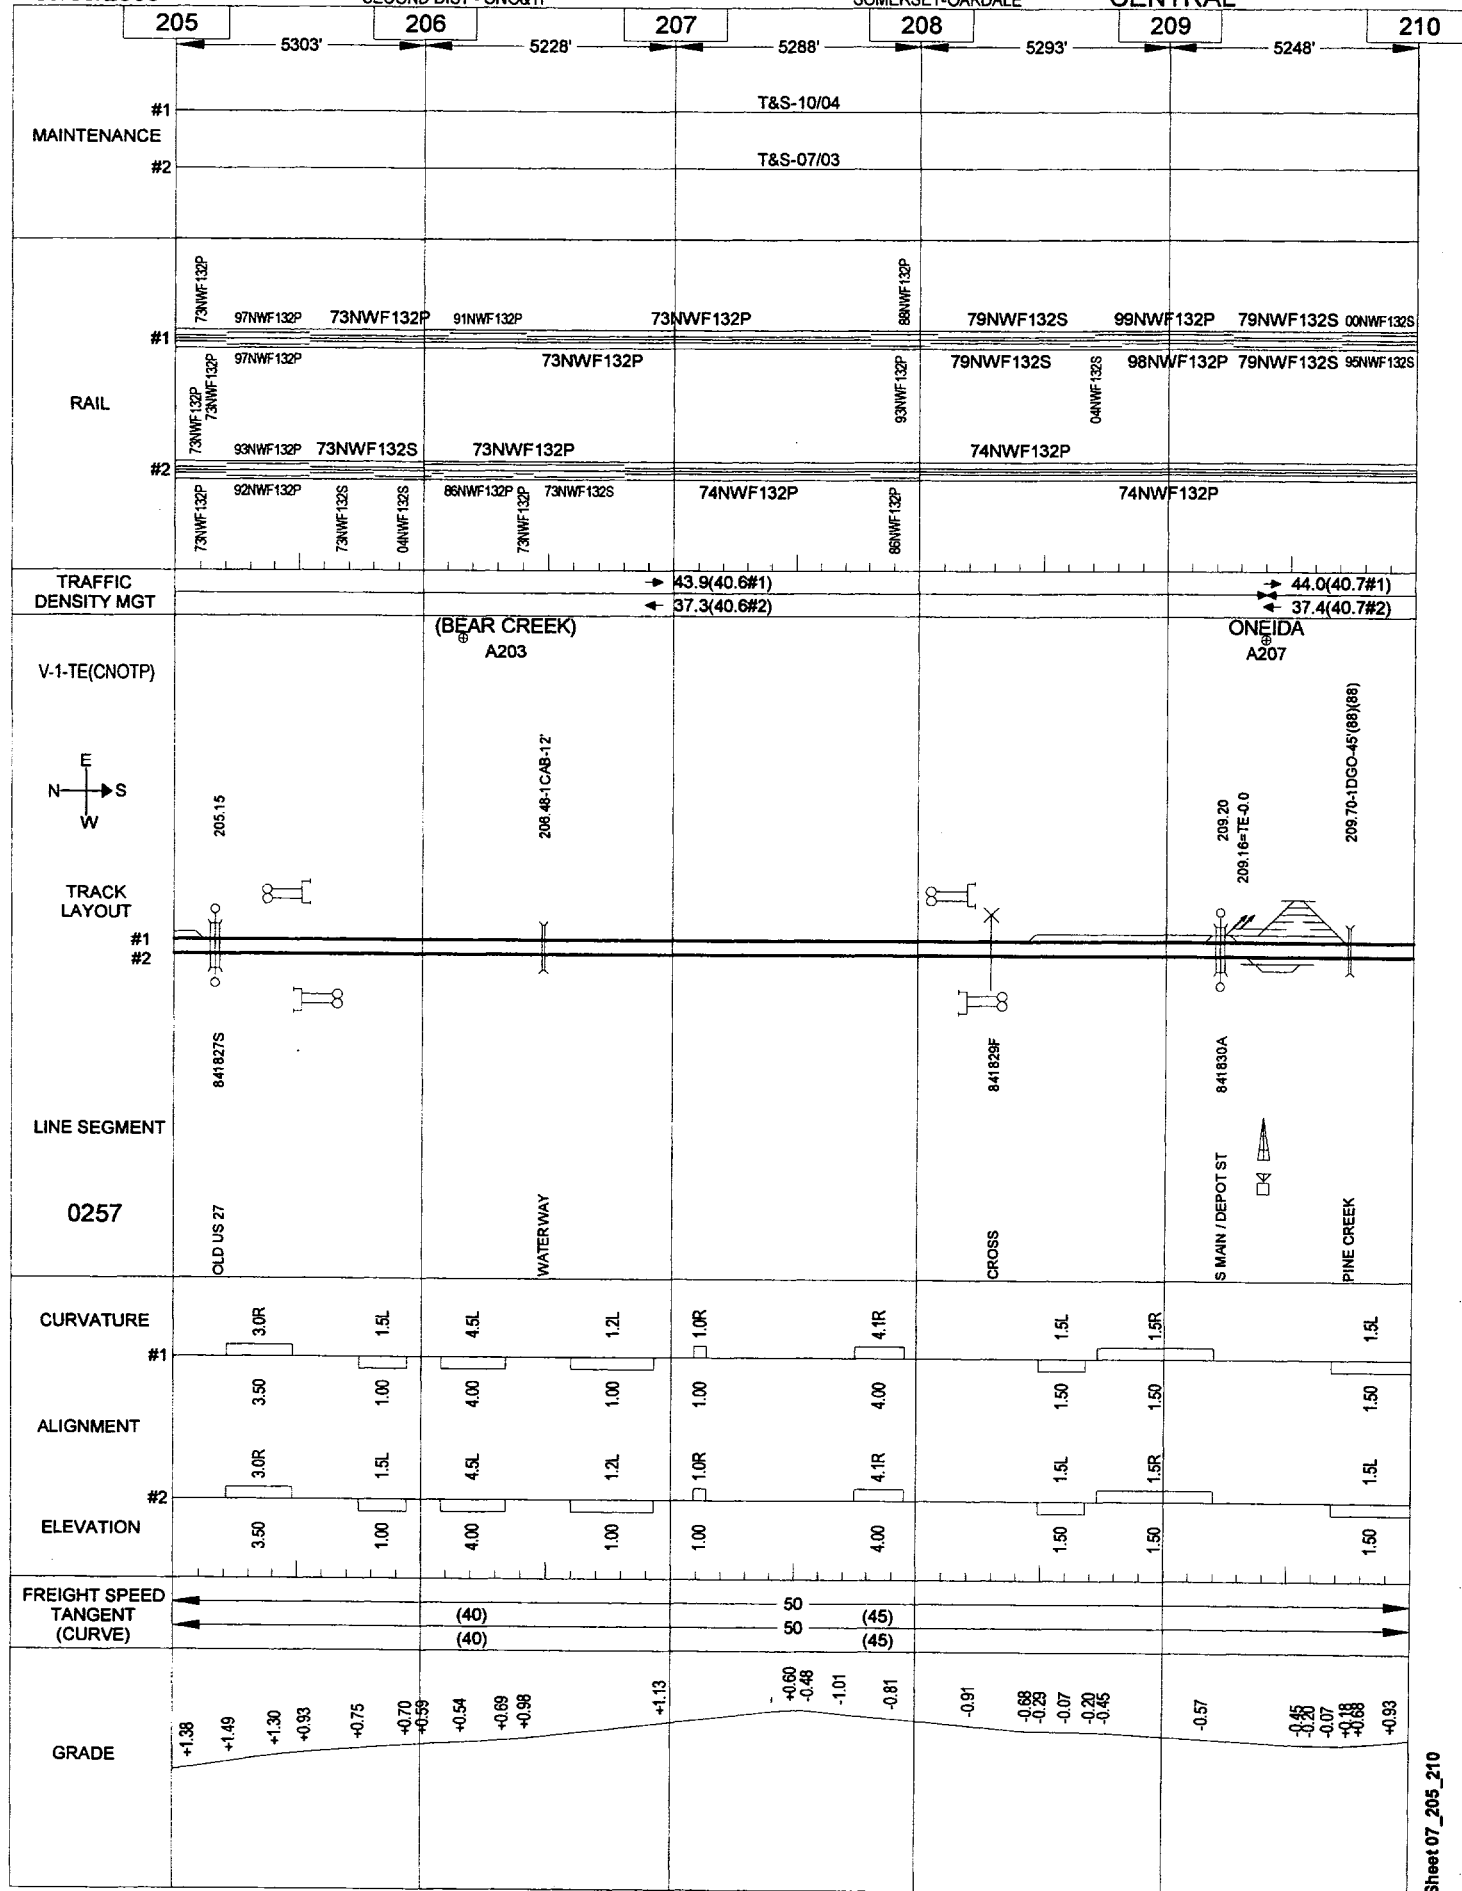 SECOND DIST - CNO&TP
SOMERSET-OAKDALE
CENTRAL
205 206 207 208 209 210
5303' 5228' 5288' 5293' 5248'
MAINTENANCE
#1 T&S-10/04
#2 T&S-07/03
RAIL
73NWF132P 97NWF132P 73NWF132P 91NWF132P 73NWF132P 88NWF132P 79NWF132S 99NWF132P 79NWF132S 00NWF132S
#1
73NWF132P 97NWF132P 73NWF132P 93NWF132P 79NWF132S 04NWF132S 98NWF132P 79NWF132S 95NWF132S
73NWF132P 93NWF132P 73NWF132S 73NWF132P 74NWF132P
#2
73NWF132P 92NWF132P 73NWF132S 04NWF132S 86NWF132P 73NWF132P 73NWF132S 74NWF132P 86NWF132P 74NWF132P
TRAFFIC
DENSITY MGT
43.9(40.6#1) 44.0(40.7#1)
37.3(40.6#2) 37.4(40.7#2)
(BEAR CREEK)
A203
ONEIDA
A207
V-1-TE(CNOTP)
E
N S
W
205.15
206.48-1CAB-12'
209.20
209.16=TE-0.0
209.70-1DGO-45'(88)(88)
TRACK
LAYOUT
#1
#2
841827S
841829F
841830A
LINE SEGMENT
0257
OLD US 27
WATERWAY
CROSS
S MAIN / DEPOT ST
PINE CREEK
CURVATURE
#1
3.0R 1.5L 4.5L 1.2L 1.0R 4.1R 1.5L 1.5R 1.5L
3.50 1.00 4.00 1.00 1.00 4.00 1.50 1.50 1.50
ALIGNMENT
#2
3.0R 1.5L 4.5L 1.2L 1.0R 4.1R 1.5L 1.5R 1.5L
ELEVATION
3.50 1.00 4.00 1.00 1.00 4.00 1.50 1.50 1.50
FREIGHT SPEED
TANGENT
(CURVE)
50
(40) (45)
50
(40) (45)
GRADE
+1.38 +1.49 +1.30 +0.93 +0.75 +0.70 +0.59 +0.54 +0.69 +0.98 +1.13 +0.60 -0.48 -1.01 -0.81 -0.91 -0.68 -0.29 -0.07 -0.20 -0.45 -0.57 -0.45 -0.20 -0.07 +0.18 +0.68 +0.93
Sheet 07_205_210